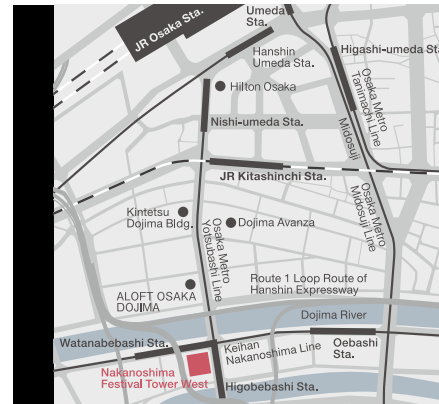 Umeda
Sta.
JR Osaka Sta.
Hanshin
Umeda Sta.
Higashi-umeda Sta.
Hilton Osaka
Osaka Metro
Tanimachi Line
Nishi-umeda Sta.
Midosuji
JR Kitashinchi Sta.
Osaka Metro
Midosuji Line
Kintetsu
Dojima Bldg.
Dojima Avanza
Osaka Metro
Yotsubashi Line
Route 1 Loop Route of
Hanshin Expressway
ALOFT OSAKA
DOJIMA
Dojima River
Watanabebashi Sta.
Keihan
Nakanoshima Line
Oebashi
Sta.
Nakanoshima
Festival Tower West
Higobebashi Sta.